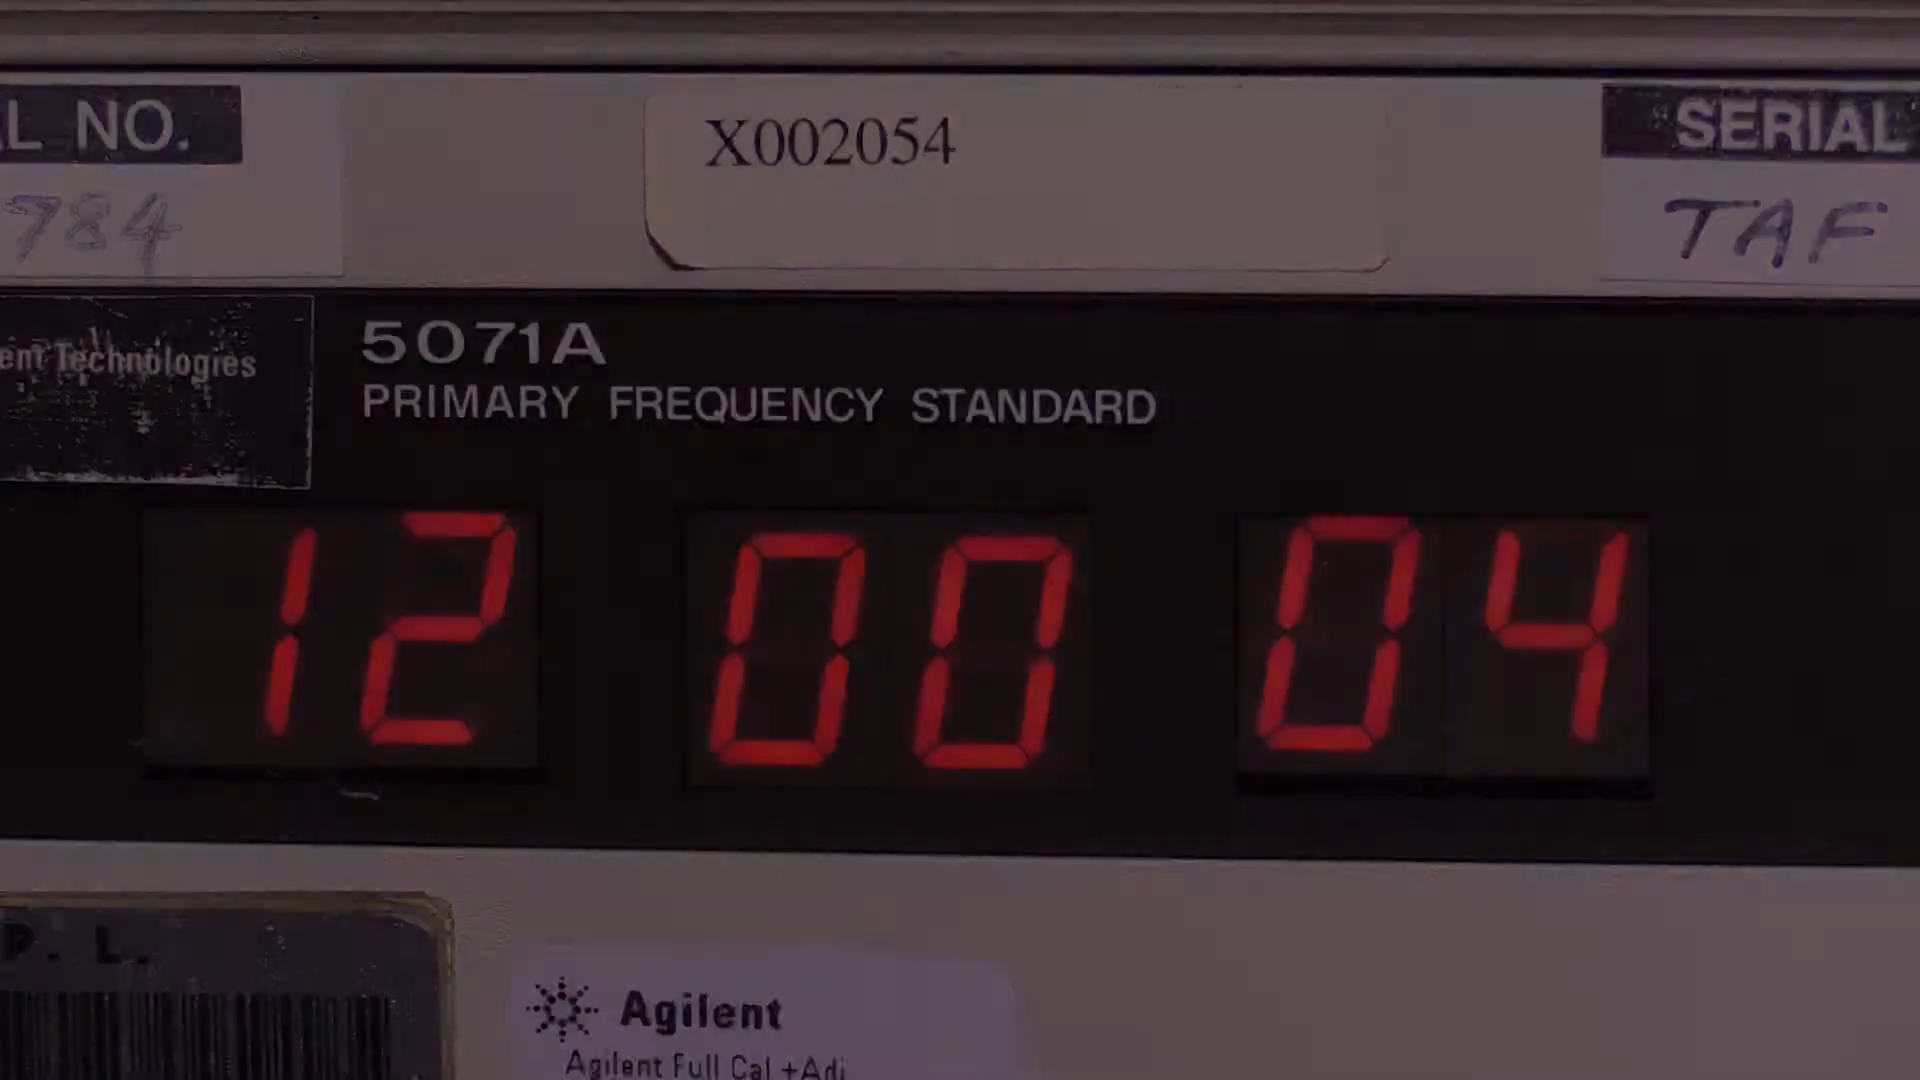 L NO.
784
X002054
SERIAL
TAF
ent Technologies
5071A
PRIMARY FREQUENCY STANDARD
12 00 04
P. L.
Agilent
Agilent Full Cal +Adj